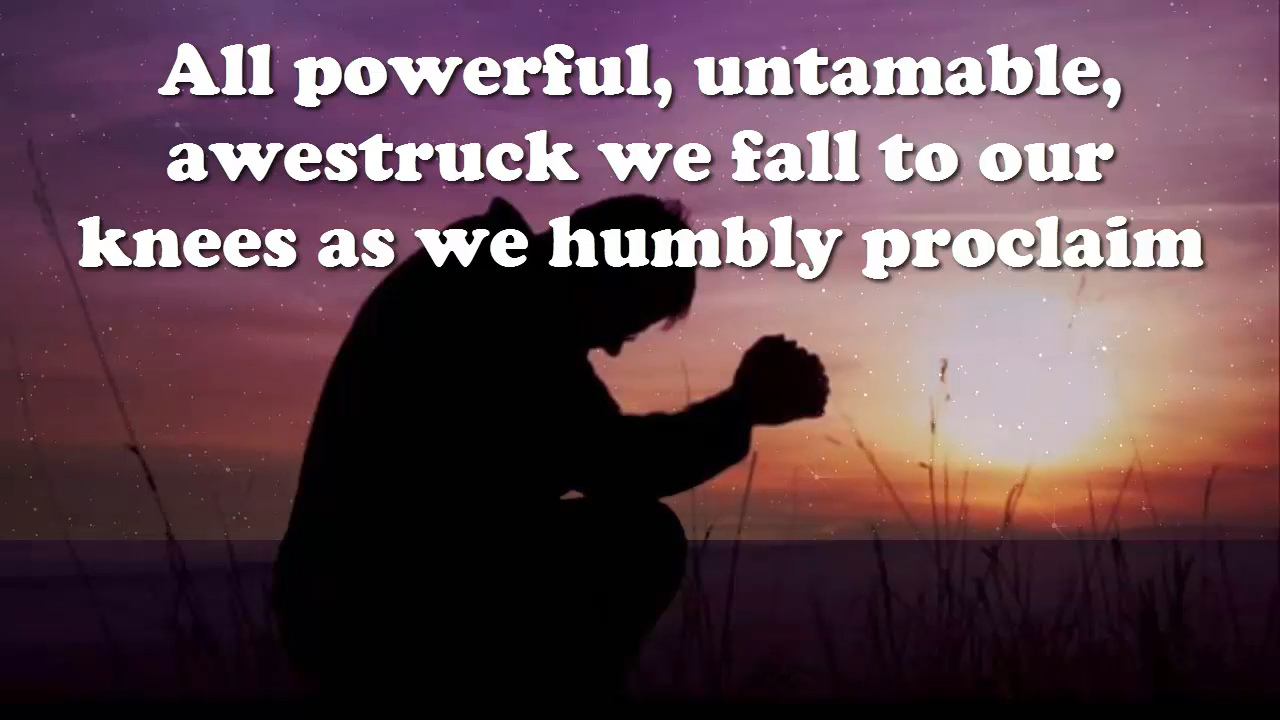 All powerful, untamable,
awestruck we fall to our
knees as we humbly proclaim